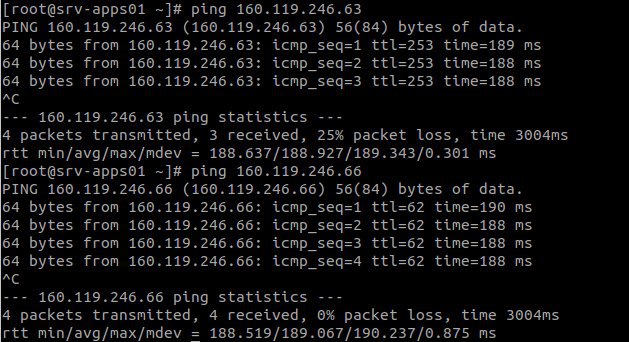 [root@srv-apps01 ~]# ping 160.119.246.63
PING 160.119.246.63 (160.119.246.63) 56(84) bytes of data.
64 bytes from 160.119.246.63: icmp_seq=1 ttl=253 time=189 ms
64 bytes from 160.119.246.63: icmp_seq=2 ttl=253 time=188 ms
64 bytes from 160.119.246.63: icmp_seq=3 ttl=253 time=188 ms
^C
--- 160.119.246.63 ping statistics ---
4 packets transmitted, 3 received, 25% packet loss, time 3004ms
rtt min/avg/max/mdev = 188.637/188.927/189.343/0.301 ms
[root@srv-apps01 ~]# ping 160.119.246.66
PING 160.119.246.66 (160.119.246.66) 56(84) bytes of data.
64 bytes from 160.119.246.66: icmp_seq=1 ttl=62 time=190 ms
64 bytes from 160.119.246.66: icmp_seq=2 ttl=62 time=188 ms
64 bytes from 160.119.246.66: icmp_seq=3 ttl=62 time=188 ms
64 bytes from 160.119.246.66: icmp_seq=4 ttl=62 time=188 ms
^C
--- 160.119.246.66 ping statistics ---
4 packets transmitted, 4 received, 0% packet loss, time 3004ms
rtt min/avg/max/mdev = 188.519/189.067/190.237/0.875 ms